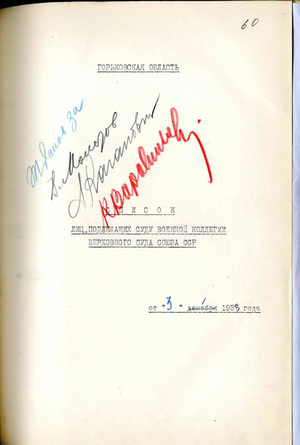 60
ГОРЬКОВСКАЯ ОБЛАСТЬ
за
В. Молотов
Л. Каганович
К Ворошилов
СПИСОК
ЛИЦ, ПОДЛЕЖАЩИХ СУДУ ВОЕННОЙ КОЛЛЕГИИ
ВЕРХОВНОГО СУДА СОЮЗА ССР
от "3" декабря 1938 года